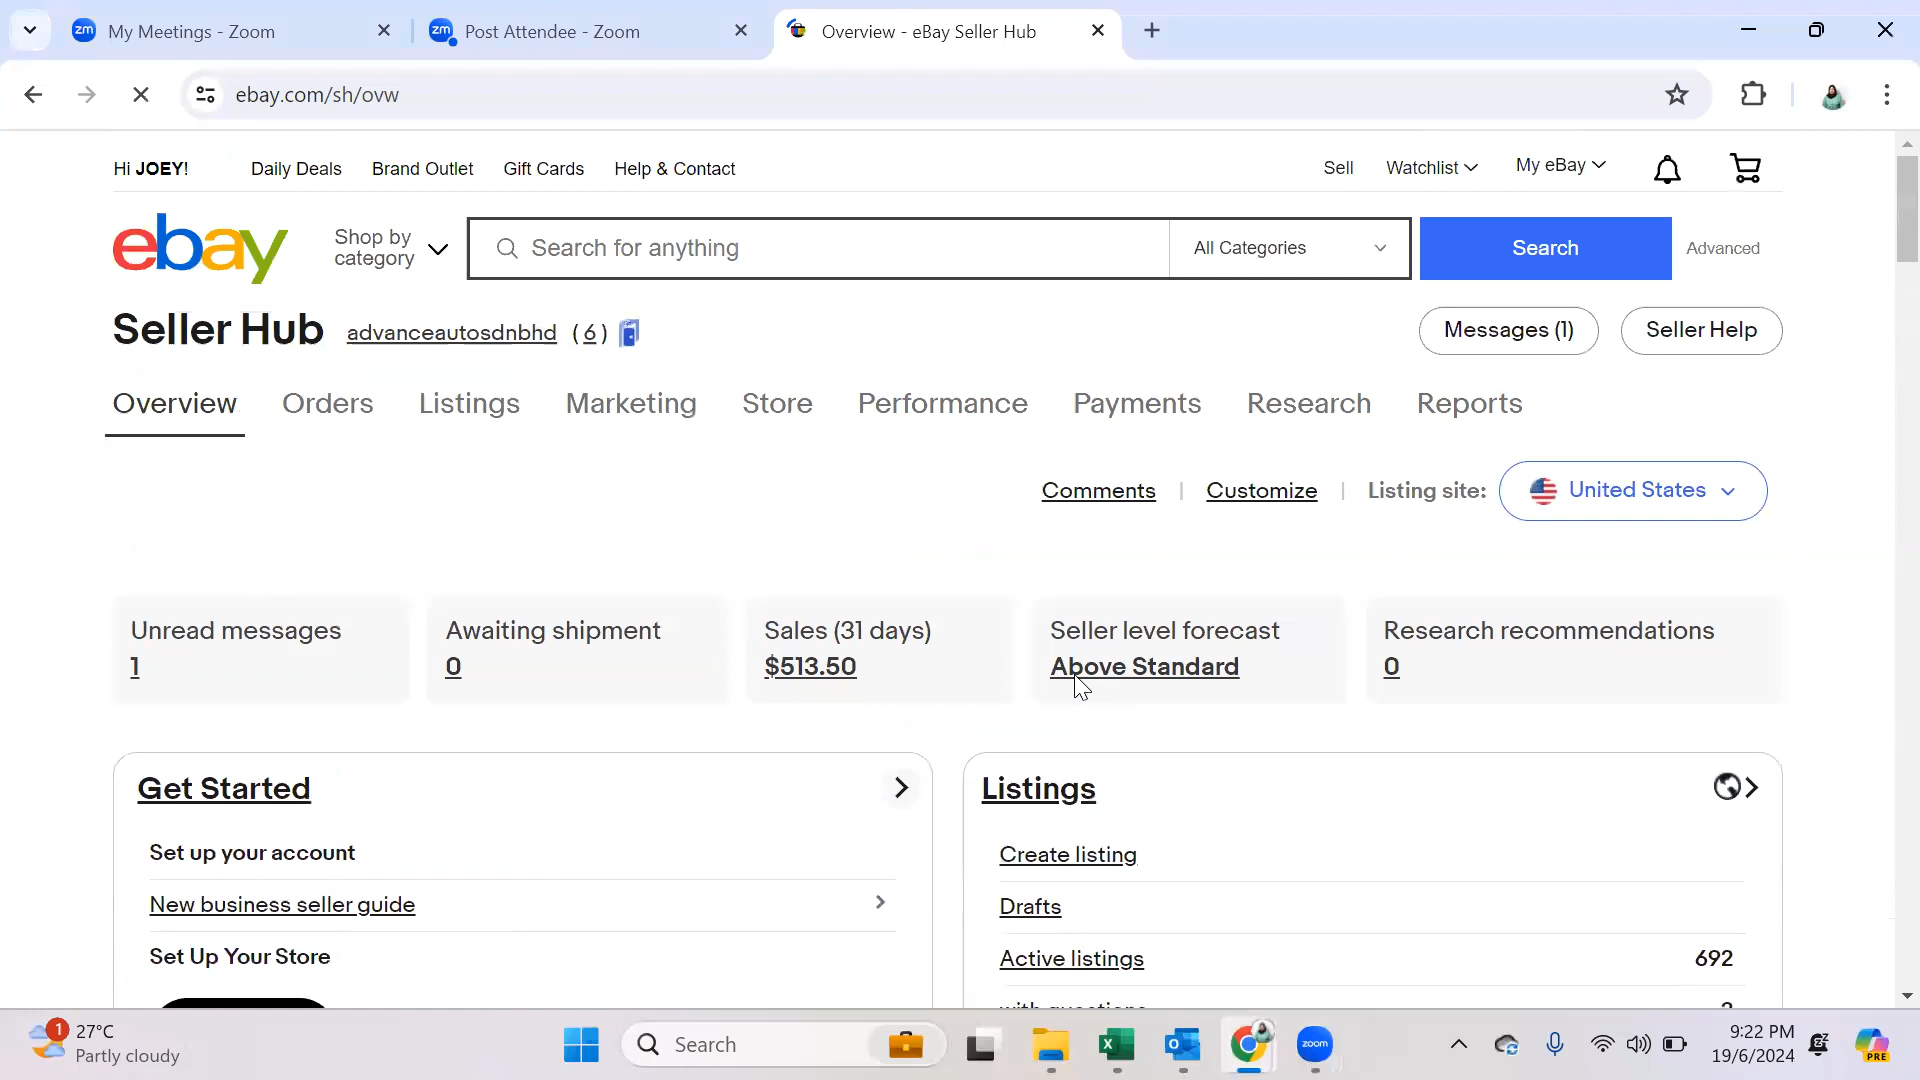 My Meetings - Zoom
Post Attendee - Zoom
Overview - eBay Seller Hub
ebay.com/sh/ovw
Hi JOEY!
Daily Deals
Brand Outlet
Gift Cards
Help & Contact
Sell
Watchlist
My eBay
ebay
Shop by
category
Search for anything
All Categories
Search
Advanced
Seller Hub
advanceautosdnbhd (6)
Messages (1)
Seller Help
Overview
Orders
Listings
Marketing
Store
Performance
Payments
Research
Reports
Comments
Customize
Listing site:
United States
Unread messages
1
Awaiting shipment
0
Sales (31 days)
$513.50
Seller level forecast
Above Standard
Research recommendations
0
Get Started
Set up your account
New business seller guide
Set Up Your Store
Listings
Create listing
Drafts
Active listings 692
1
27°C
Partly cloudy
Search
zoom
9:22 PM
19/6/2024
PRE